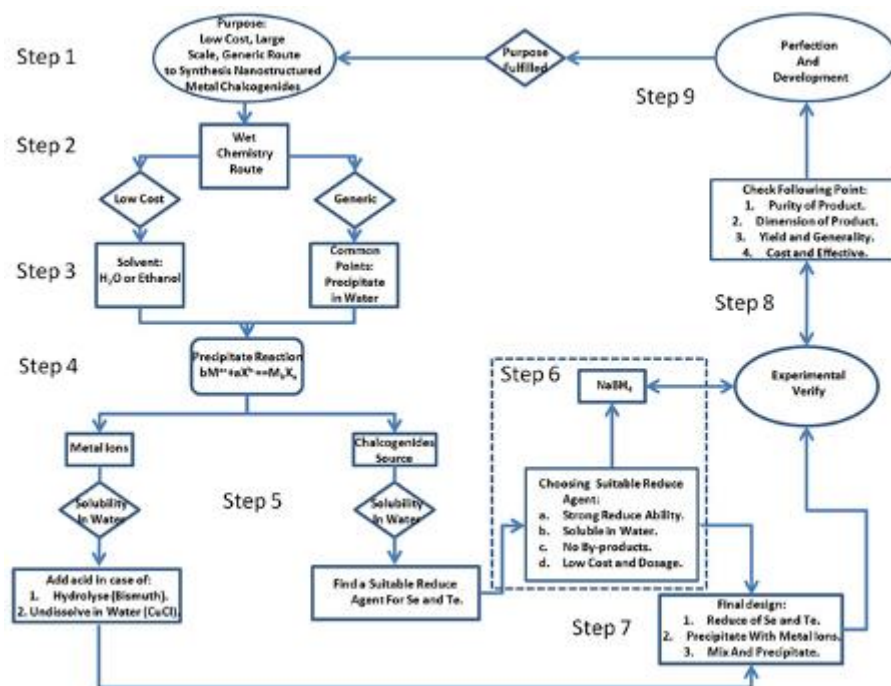 Step 1
Purpose:
Low Cost, Large
Scale, Generic Route
to Synthesis Nanostructured
Metal Chalcogenides
Purpose
Fulfilled
Perfection
And
Development
Step 9
Step 2
Wet
Chemistry
Route
Low Cost
Generic
Check Following Point:
1. Purity of Product.
2. Dimension of Product.
3. Yield and Generality.
4. Cost and Effective.
Step 3
Solvent:
H₂O or Ethanol
Common
Points:
Precipitate
in Water
Step 8
Step 4
Precipitate Reaction
bMᵃ⁺+aXᵇ⁻==M_bX_a
Step 6
NaBH₄
Experimental
Verify
Metal Ions
Chalcogenides
Source
Step 5
Solubility
In Water
Solubility
In Water
Choosing Suitable Reduce
Agent:
a. Strong Reduce Ability.
b. Soluble In Water.
c. No By-products.
d. Low Cost and Dosage.
Add acid in case of:
1. Hydrolyse (Bismuth).
2. Undissolve in Water (CuCl).
Find a Suitable Reduce
Agent For Se and Te.
Step 7
Final design:
1. Reduce of Se and Te.
2. Precipitate With Metal Ions.
3. Mix And Precipitate.